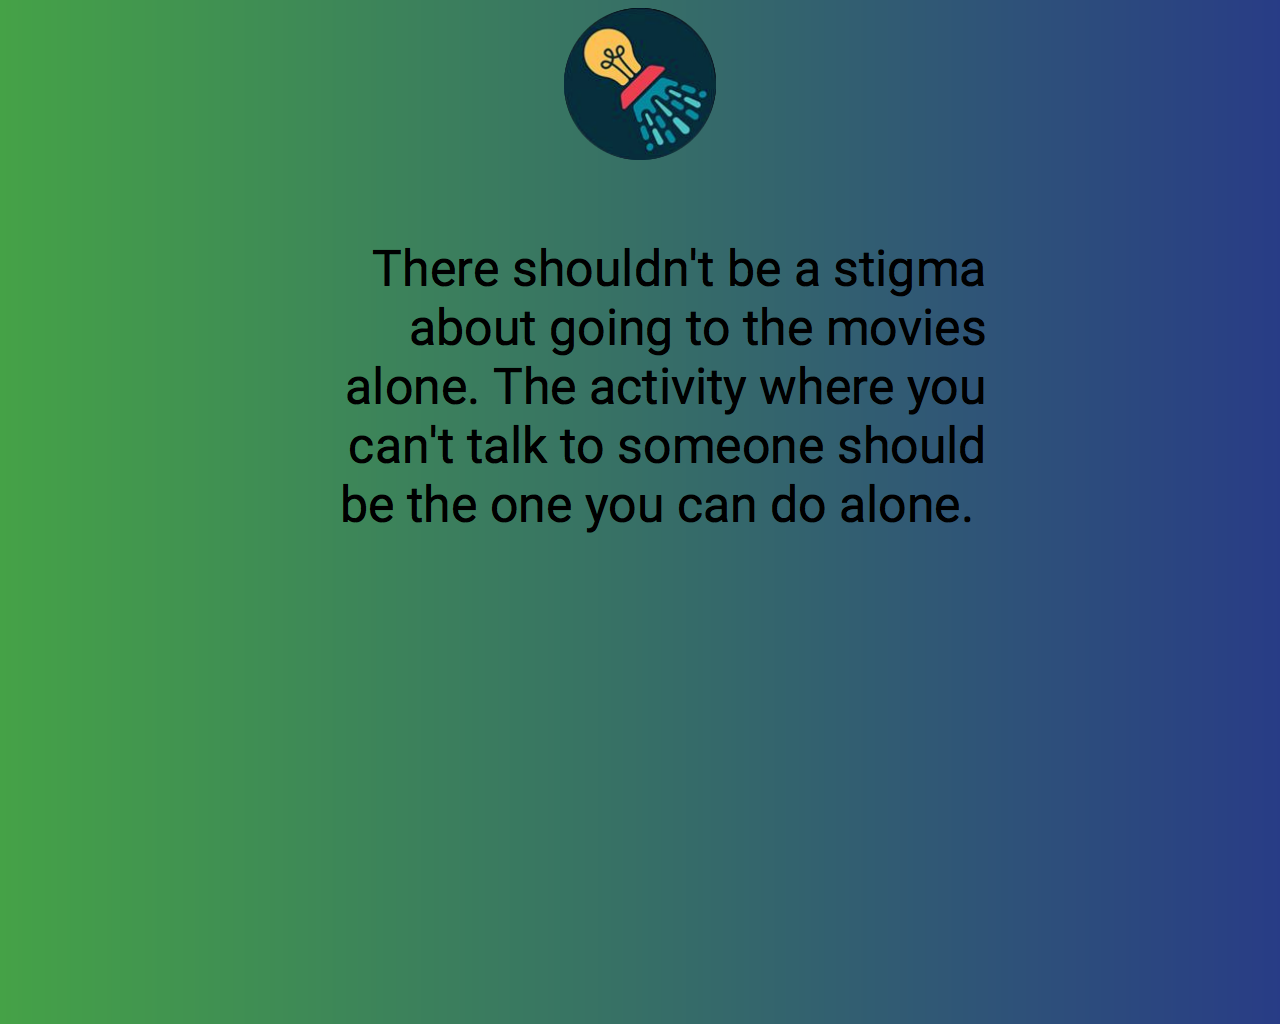 There shouldn't be a stigma
about going to the movies
alone. The activity where you
can't talk to someone should
be the one you can do alone.